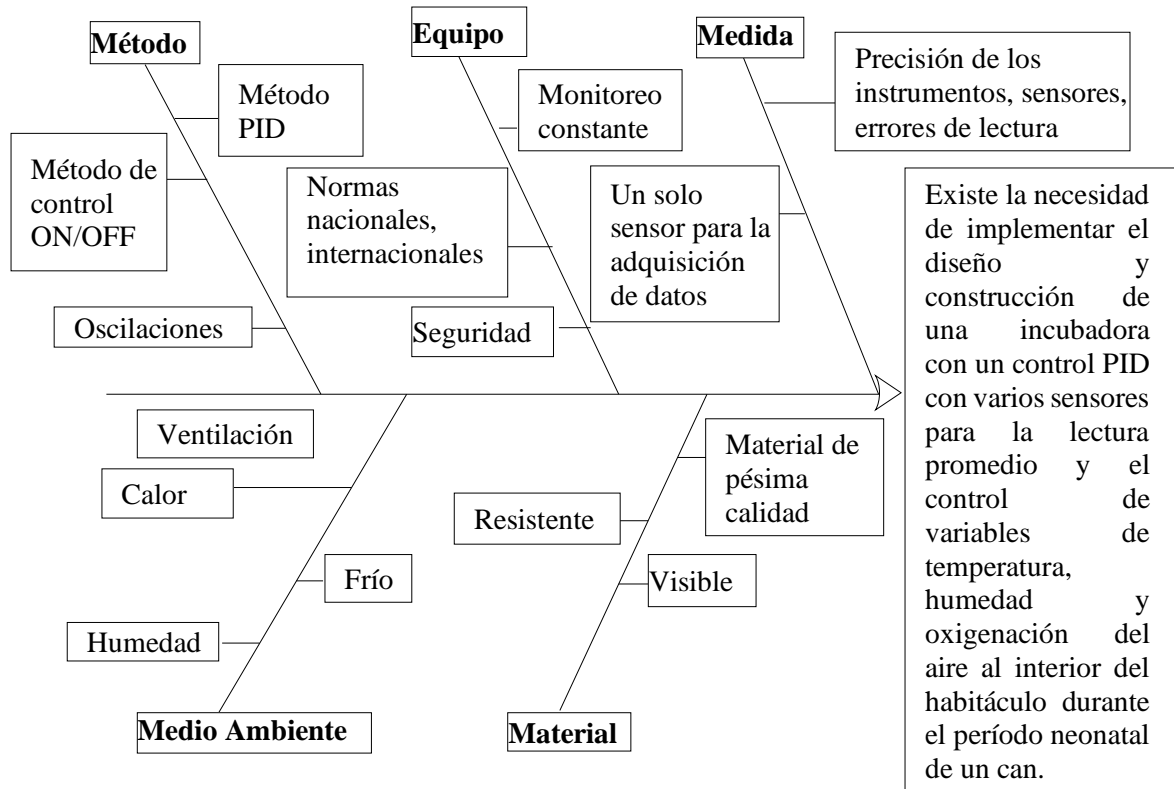 Método
Equipo
Medida
Método
PID
Monitoreo
constante
Precisión de los
instrumentos, sensores,
errores de lectura
Método de
control
ON/OFF
Normas
nacionales,
internacionales
Un solo
sensor para la
adquisición
de datos
Oscilaciones
Seguridad
Existe la necesidad
de implementar el
diseño y
construcción de
una incubadora
con un control PID
con varios sensores
para la lectura
promedio y el
control de
variables de
temperatura,
humedad y
oxigenación del
aire al interior del
habitáculo durante
el período neonatal
de un can.
Ventilación
Calor
Frío
Humedad
Material de
pésima
calidad
Resistente
Visible
Medio Ambiente
Material